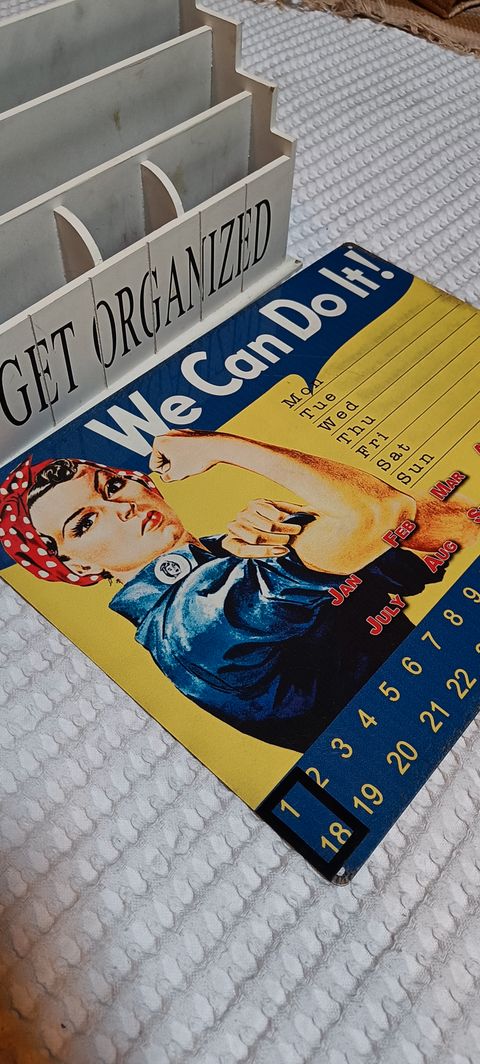 GET ORGANIZED
We Can Do It!
Mon
Tue
Wed
Thu
Fri
Sat
Sun
JAN FEB MAR
JULY AUG
1 2 3 4 5 6 7 8 9
18 19 20 21 22